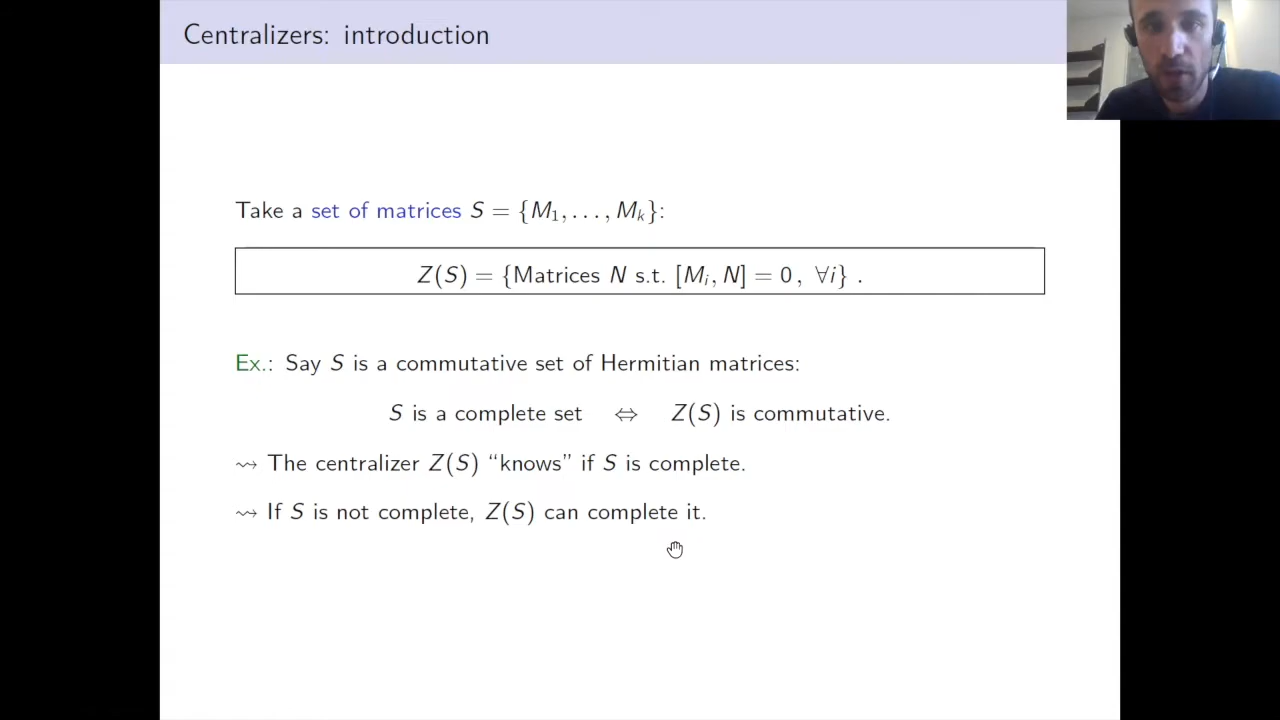 Centralizers: introduction
Take a set of matrices S = {M₁, . . . , Mₖ}:
Z(S) = {Matrices N s.t. [Mᵢ, N] = 0 , ∀i} .
Ex.: Say S is a commutative set of Hermitian matrices:
S is a complete set ⇔ Z(S) is commutative.
⇝ The centralizer Z(S) “knows” if S is complete.
⇝ If S is not complete, Z(S) can complete it.